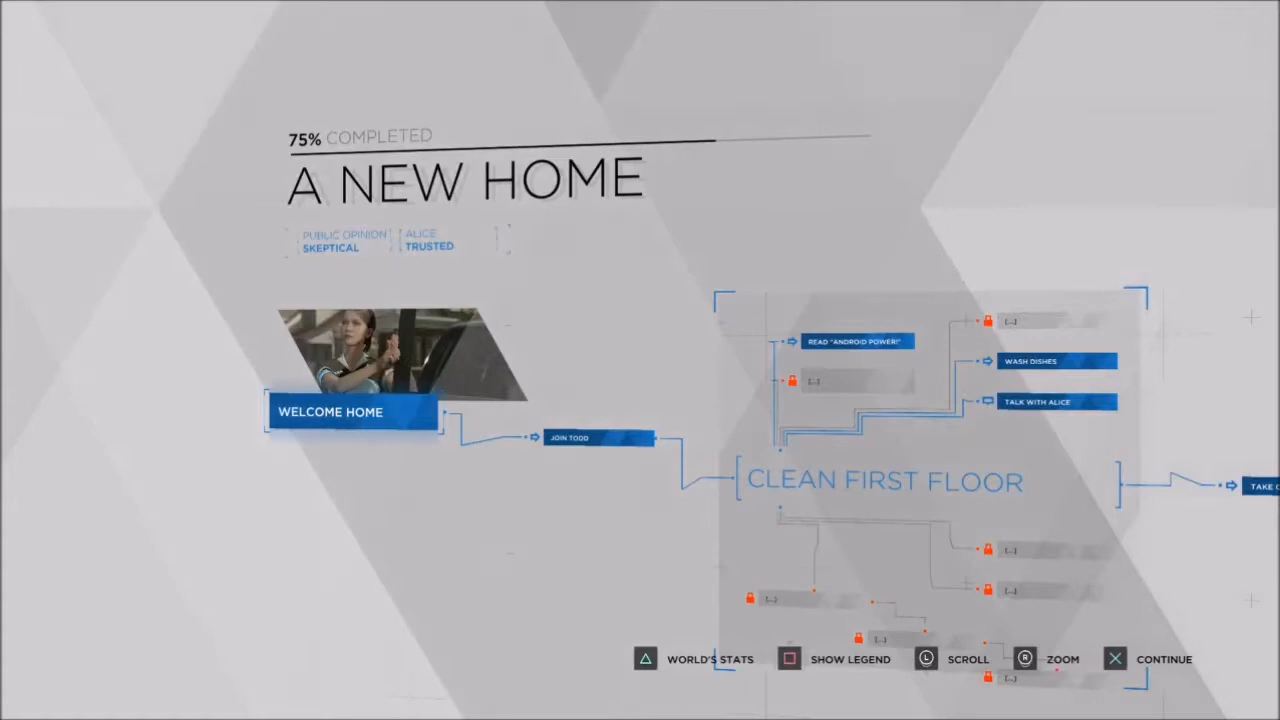 75% COMPLETED
A NEW HOME
PUBLIC OPINION
SKEPTICAL
ALICE
TRUSTED
WELCOME HOME
JOIN TODD
READ "ANDROID POWER!"
[...]
[...]
WASH DISHES
TALK WITH ALICE
CLEAN FIRST FLOOR
TAKE
[...]
[...]
[...]
[...]
[...]
WORLD'S STATS
SHOW LEGEND
L SCROLL
R ZOOM
CONTINUE